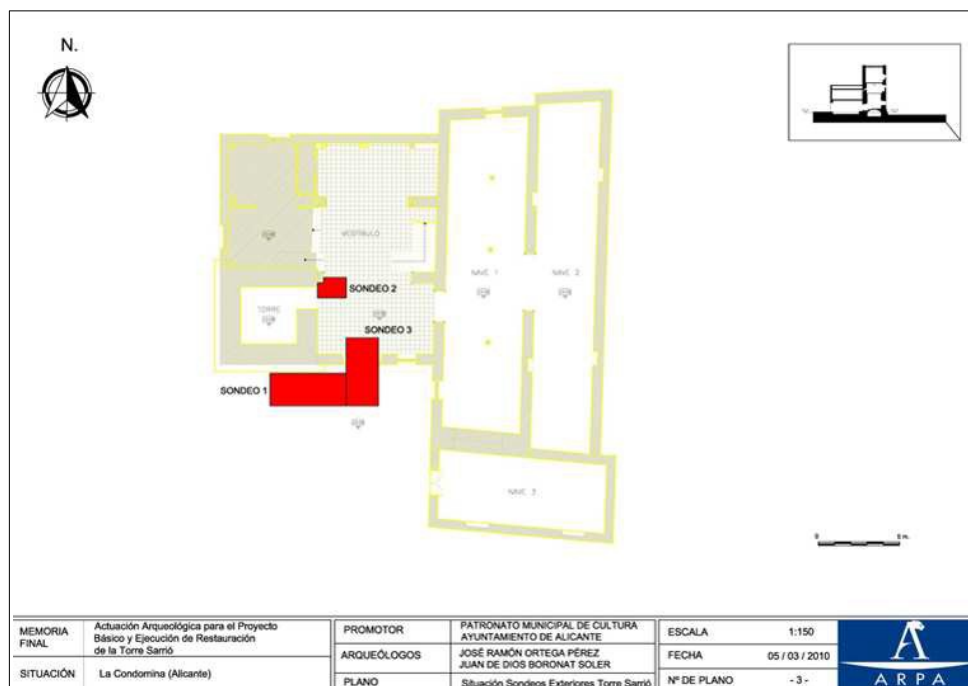 N.
VESTIBULO
SONDEO 2
TORRE
SONDEO 3
SONDEO 1
NAVE 1
NAVE 2
NAVE 3
0
5 m.
MEMORIA
FINAL
Actuación Arqueológica para el Proyecto
Básico y Ejecución de Restauración
de la Torre Sarrió
SITUACIÓN
La Condomina (Alicante)
PROMOTOR
PATRONATO MUNICIPAL DE CULTURA
AYUNTAMIENTO DE ALICANTE
ARQUEÓLOGOS
JOSÉ RAMÓN ORTEGA PÉREZ
JUAN DE DIOS BORONAT SOLER
PLANO
Situación Sondeos Exteriores Torre Sarrió
ESCALA
1:150
FECHA
05 / 03 / 2010
Nº DE PLANO
- 3 -
ARPA